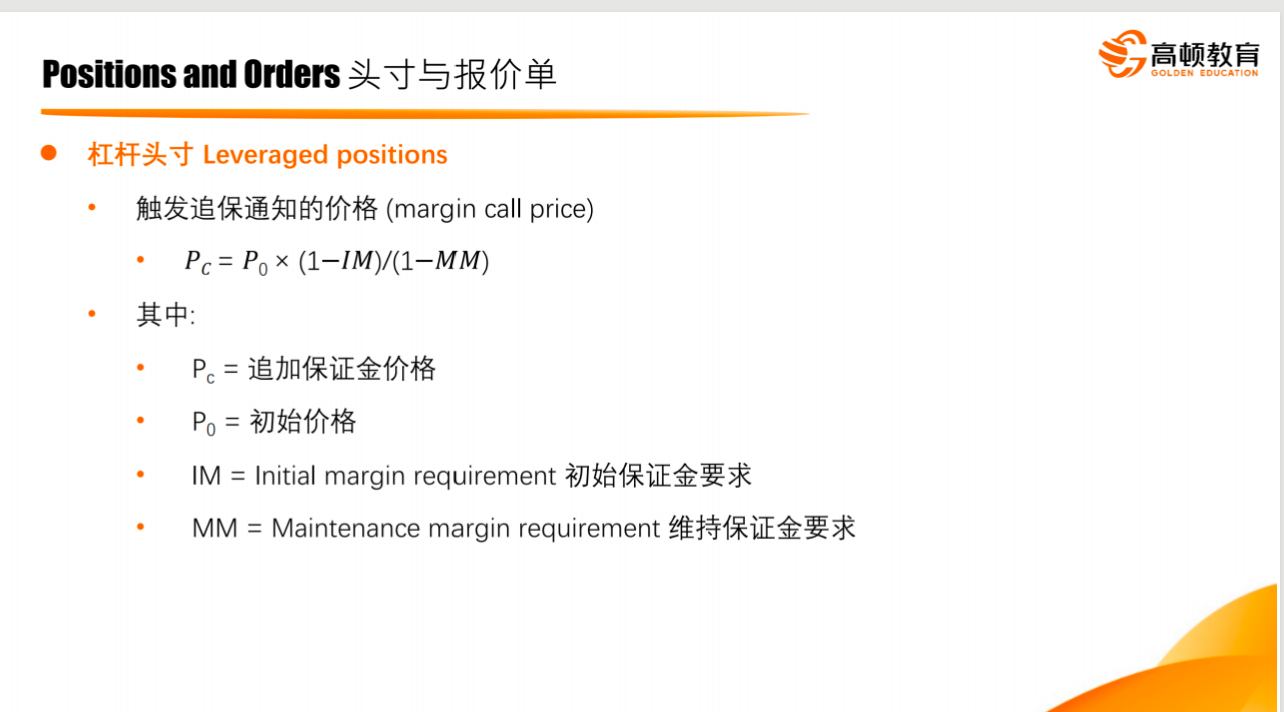 Positions and Orders 头寸与报价单
高顿教育
GOLDEN EDUCATION
杠杆头寸 Leveraged positions
触发追保通知的价格 (margin call price)
P_C = P_0 × (1−IM)/(1−MM)
其中:
P_c = 追加保证金价格
P_0 = 初始价格
IM = Initial margin requirement 初始保证金要求
MM = Maintenance margin requirement 维持保证金要求